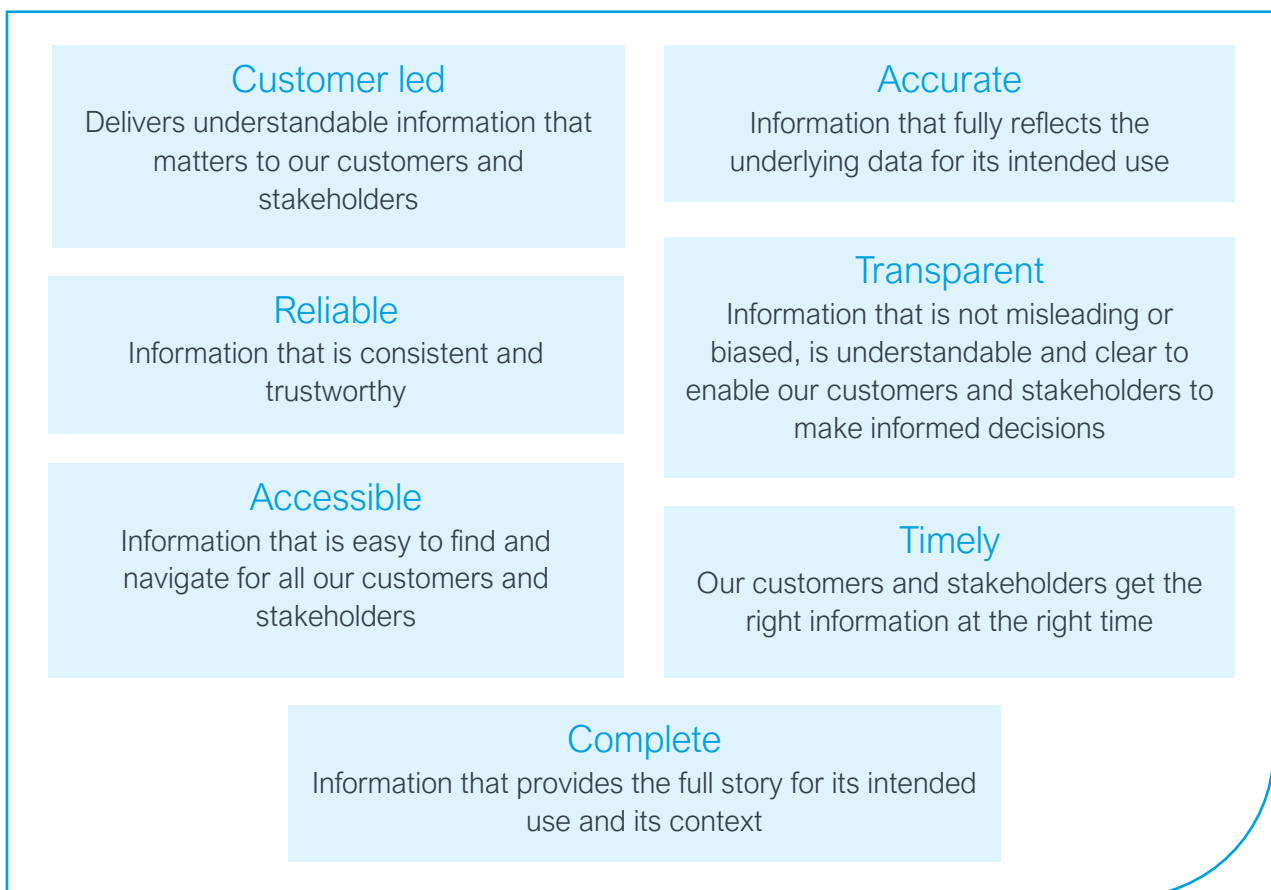 Customer led
Delivers understandable information that
matters to our customers and
stakeholders
Accurate
Information that fully reflects the
underlying data for its intended use
Reliable
Information that is consistent and
trustworthy
Transparent
Information that is not misleading or
biased, is understandable and clear to
enable our customers and stakeholders to
make informed decisions
Accessible
Information that is easy to find and
navigate for all our customers and
stakeholders
Timely
Our customers and stakeholders get the
right information at the right time
Complete
Information that provides the full story for its intended
use and its context